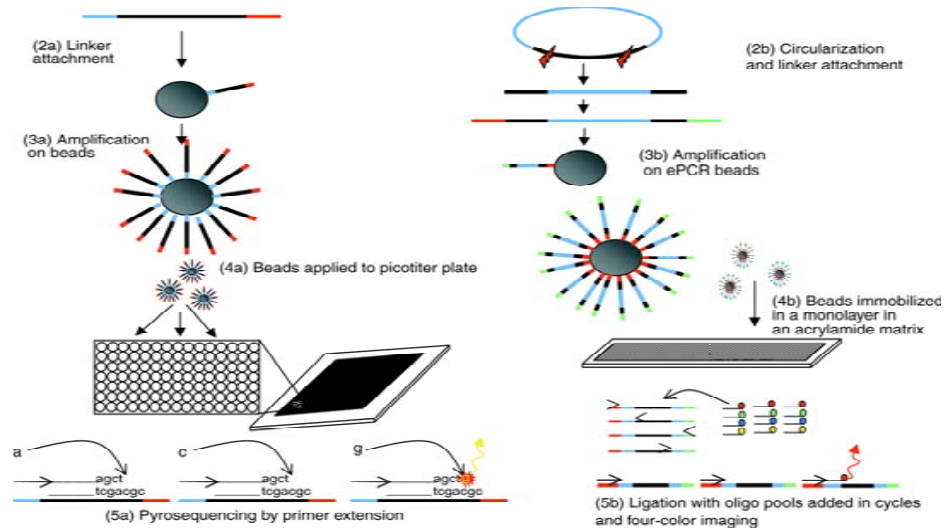 (2a) Linker
attachment
(3a) Amplification
on beads
(4a) Beads applied to picotiter plate
a
agct
tcgacgc
c
agct
tcgacgc
g
agct
tcgacgc
(5a) Pyrosequencing by primer extension
(2b) Circularization
and linker attachment
(3b) Amplification
on ePCR beads
(4b) Beads immobilized
in a monolayer in
an acrylamide matrix
(5b) Ligation with oligo pools added in cycles
and four-color imaging